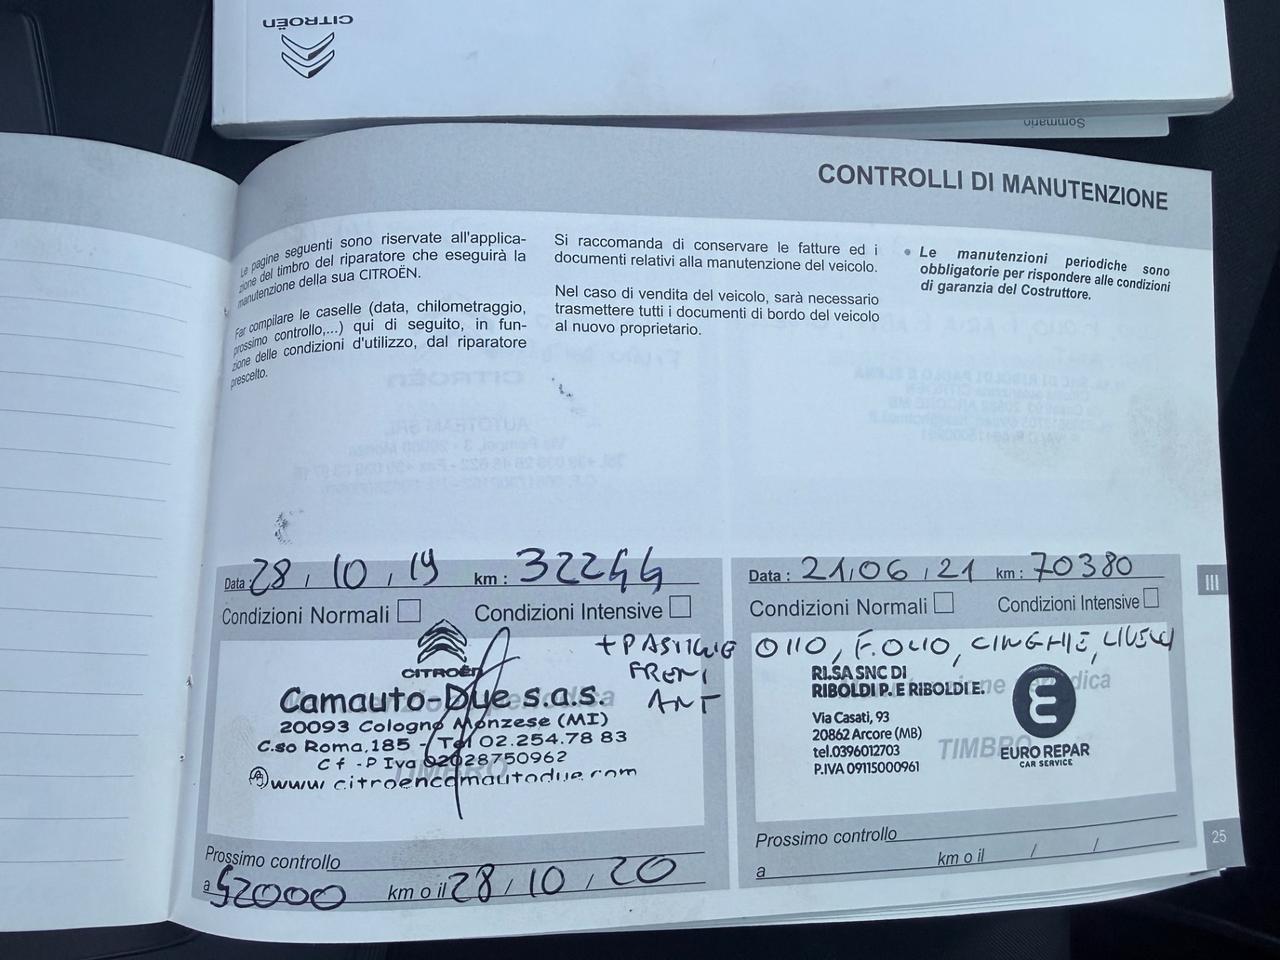 CITROËN
Sommario
CONTROLLI DI MANUTENZIONE
Le pagine seguenti sono riservate all'applica-
zione del timbro del riparatore che eseguirà la
manutenzione della sua CITROËN.
Far compilare le caselle (data, chilometraggio,
prossimo controllo,...) qui di seguito, in fun-
zione delle condizioni d'utilizzo, dal riparatore
prescelto.
Si raccomanda di conservare le fatture ed i
documenti relativi alla manutenzione del veicolo.
Nel caso di vendita del veicolo, sarà necessario
trasmettere tutti i documenti di bordo del veicolo
al nuovo proprietario.
• Le manutenzioni periodiche sono
obbligatorie per rispondere alle condizioni
di garanzia del Costruttore.
Data : 28 / 10 / 19 km : 32244
Condizioni Normali Condizioni Intensive
CITROËN
Camauto-Due s.a.s.
20093 Cologno Monzese (MI)
C.so Roma,185 - Tel 02.254.78 83
Cf -P Iva 02028750962
www citroencamautodue.com
TIMBRO
Prossimo controllo
a 52000 km o il 28 / 10 / 20
Data : 21/06/21 km : 70380
Condizioni Normali Condizioni Intensive
OLIO, F.OLIO, CINGHIE, LIVELLI
+ PASTIGLIE
FRENI
ANT
RI.SA SNC DI
RIBOLDI P. E RIBOLDI E.
Via Casati, 93
20862 Arcore (MB)
tel.0396012703
P.IVA 09115000961
EURO REPAR
CAR SERVICE
TIMBRO
Prossimo controllo
a km o il / /
III
25